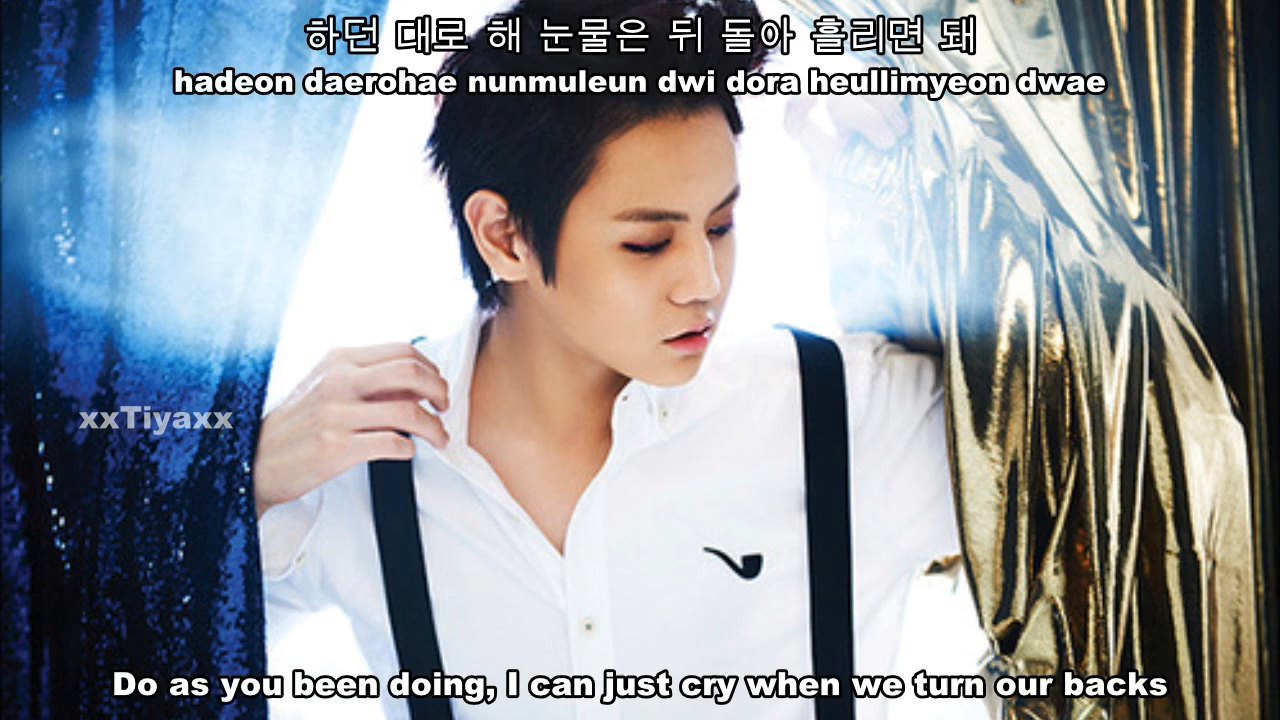 하던 대로 해 눈물은 뒤 돌아 흘리면 돼
hadeon daerohae nunmuleun dwi dora heullimyeon dwae
xxTiyaxx
Do as you been doing, I can just cry when we turn our backs